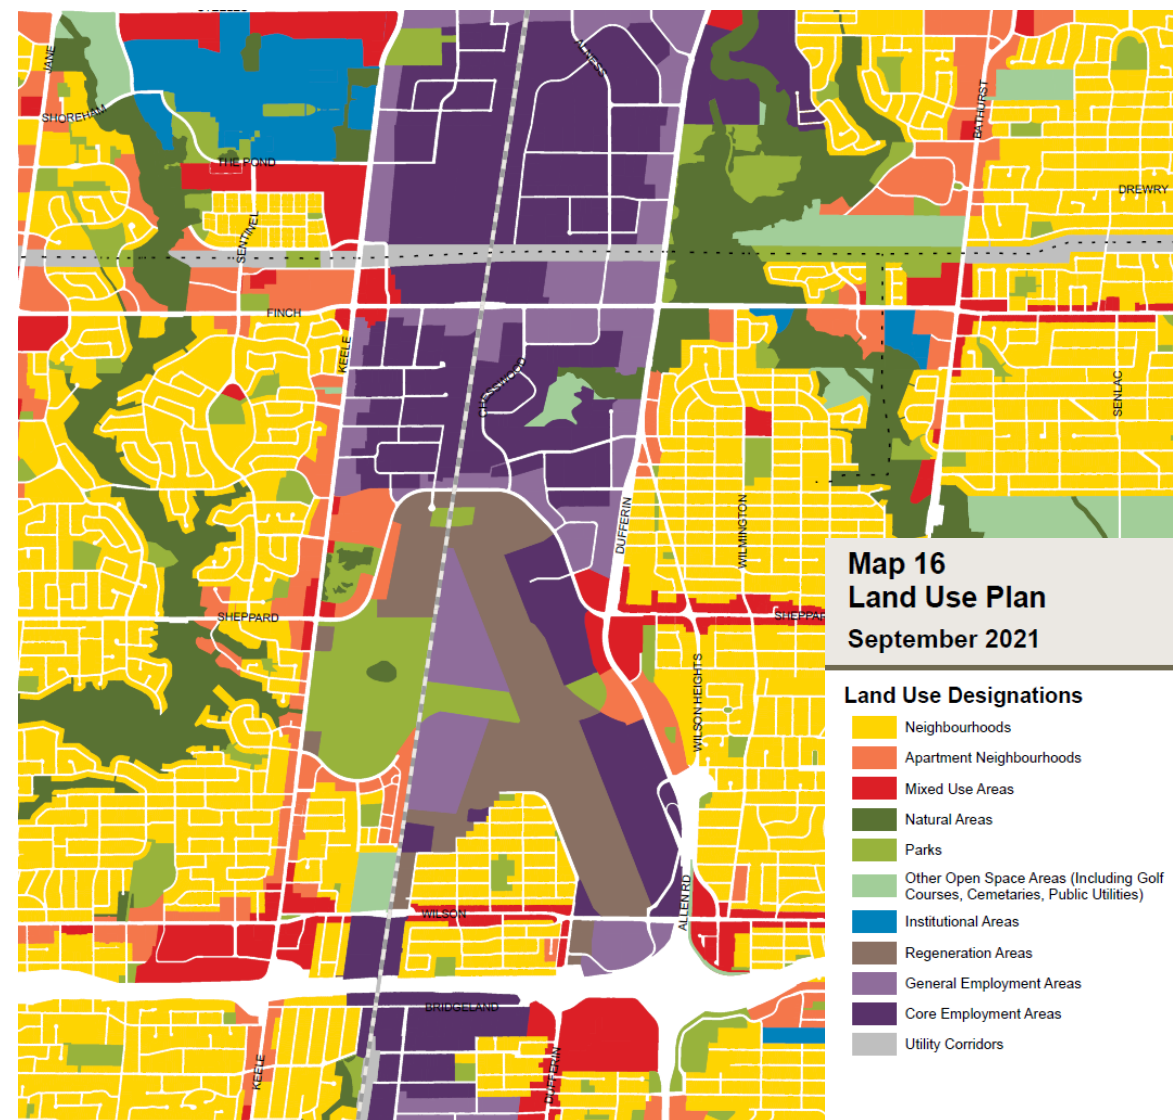 JANE
ALNESS
BATHURST
SHOREHAM
THE POND
DREWRY
SENTINEL
FINCH
KEELE
CHESSWOOD
SENLAC
DUFFERIN
WILMINGTON
Map 16
Land Use Plan
September 2021
SHEPPARD
SHEPPAR
WILSON HEIGHTS
Land Use Designations
Neighbourhoods
Apartment Neighbourhoods
Mixed Use Areas
Natural Areas
Parks
Other Open Space Areas (Including Golf
Courses, Cemetaries, Public Utilities)
Institutional Areas
Regeneration Areas
General Employment Areas
Core Employment Areas
Utility Corridors
ALLEN RD
WILSON
BRIDGELAND
KEELE
DUFFERIN